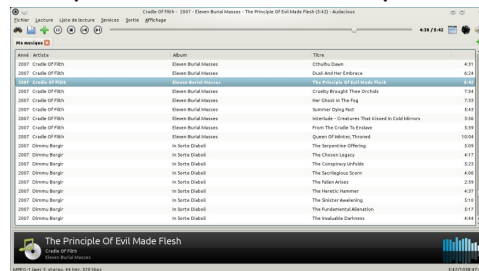 Cradle Of Filth - 2007 - Eleven Burial Masses - The Principle Of Evil Made Flesh (5:42) - Audacious
Fichier Lecture Liste de lecture Services Sortie Affichage
4:38 / 5:42
Ma musique
Anné Artiste Album Titre
2007 Cradle Of Filth Eleven Burial Masses Cthulhu Dawn 4:31
2007 Cradle Of Filth Eleven Burial Masses Dusk And Her Embrace 6:24
2007 Cradle Of Filth Eleven Burial Masses The Principle Of Evil Made Flesh 5:42
2007 Cradle Of Filth Eleven Burial Masses Cruelty Brought Thee Orchids 7:34
2007 Cradle Of Filth Eleven Burial Masses Her Ghost In The Fog 7:33
2007 Cradle Of Filth Eleven Burial Masses Summer Dying Fast 5:43
2007 Cradle Of Filth Eleven Burial Masses Interlude - Creatures That Kissed In Cold Mirrors 3:36
2007 Cradle Of Filth Eleven Burial Masses From The Cradle To Enslave 5:59
2007 Cradle Of Filth Eleven Burial Masses Queen Of Winter, Throned 10:04
2007 Dimmu Borgir In Sorte Diaboli The Serpentine Offering 5:09
2007 Dimmu Borgir In Sorte Diaboli The Chosen Legacy 4:17
2007 Dimmu Borgir In Sorte Diaboli The Conspiracy Unfolds 5:23
2007 Dimmu Borgir In Sorte Diaboli The Sacrilegious Scorn 4:00
2007 Dimmu Borgir In Sorte Diaboli The Fallen Arises 2:59
2007 Dimmu Borgir In Sorte Diaboli The Heretic Hammer 4:37
2007 Dimmu Borgir In Sorte Diaboli The Sinister Awakening 5:10
2007 Dimmu Borgir In Sorte Diaboli The Fundamental Alienation 5:17
2007 Dimmu Borgir In Sorte Diaboli The Invaluable Darkness 4:44
The Principle Of Evil Made Flesh
Cradle Of Filth
Eleven Burial Masses
MPEG-1 layer 3, stereo, 44 kHz, 320 kbps